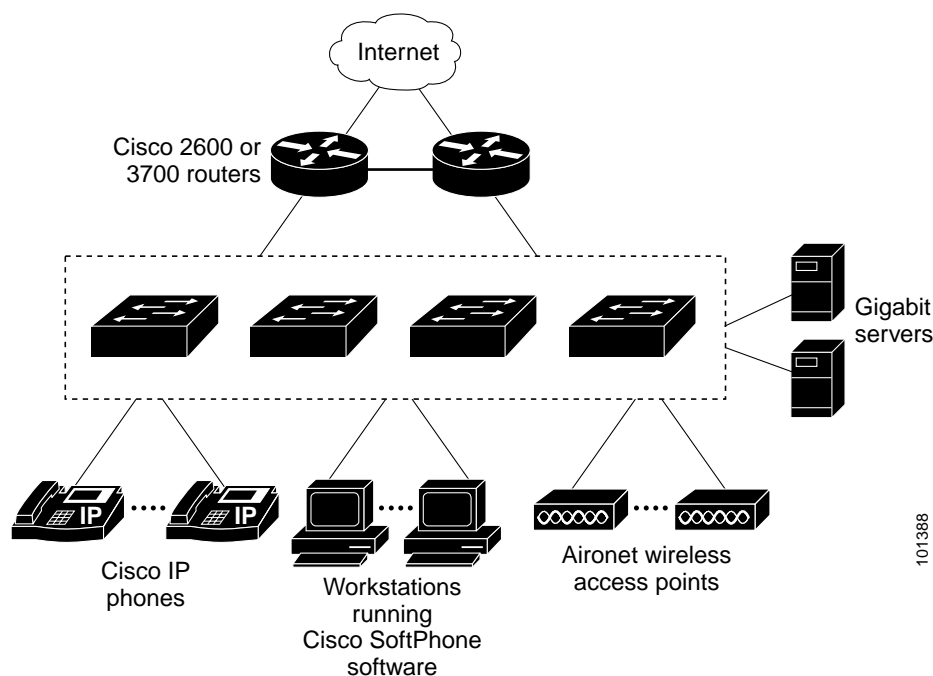 Internet
Cisco 2600 or
3700 routers
Gigabit
servers
IP
IP
Cisco IP
phones
Workstations
running
Cisco SoftPhone
software
Aironet wireless
access points
101388